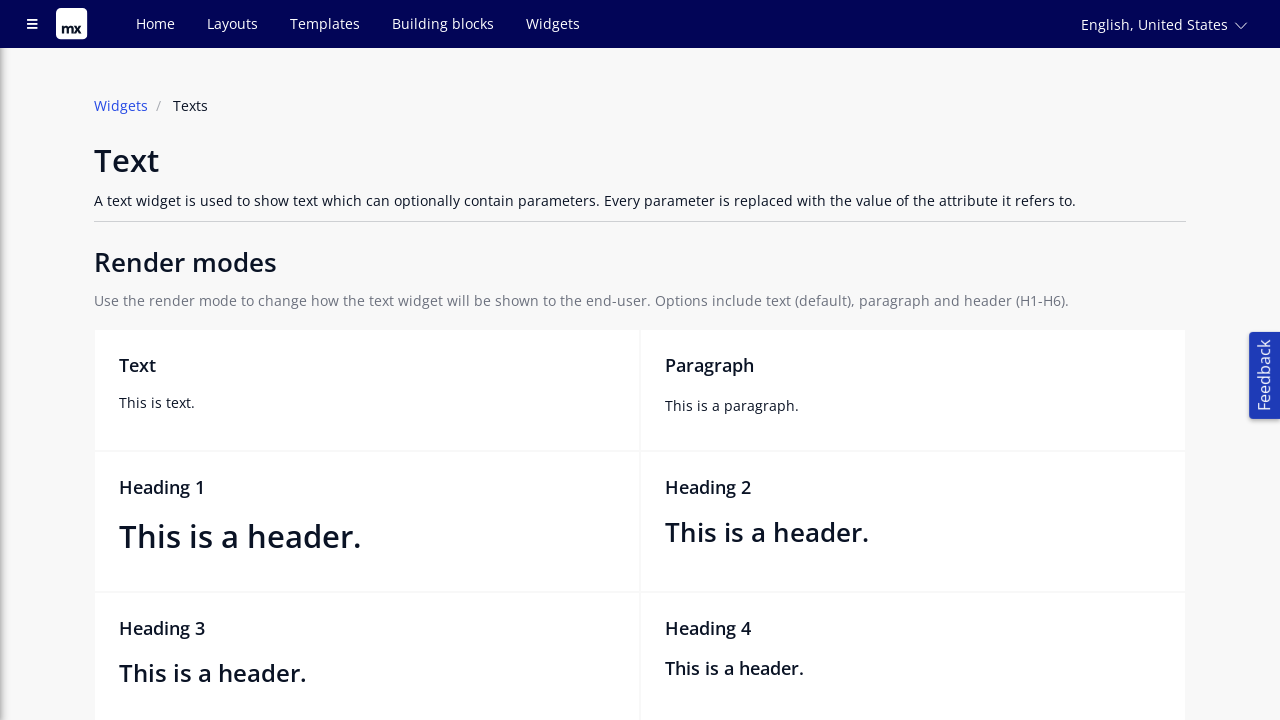 mx
Home Layouts Templates Building blocks Widgets English, United States
Widgets / Texts
Text
A text widget is used to show text which can optionally contain parameters. Every parameter is replaced with the value of the attribute it refers to.
Render modes
Use the render mode to change how the text widget will be shown to the end-user. Options include text (default), paragraph and header (H1-H6).
Text
This is text.
Paragraph
This is a paragraph.
Heading 1
This is a header.
Heading 2
This is a header.
Heading 3
This is a header.
Heading 4
This is a header.
Feedback